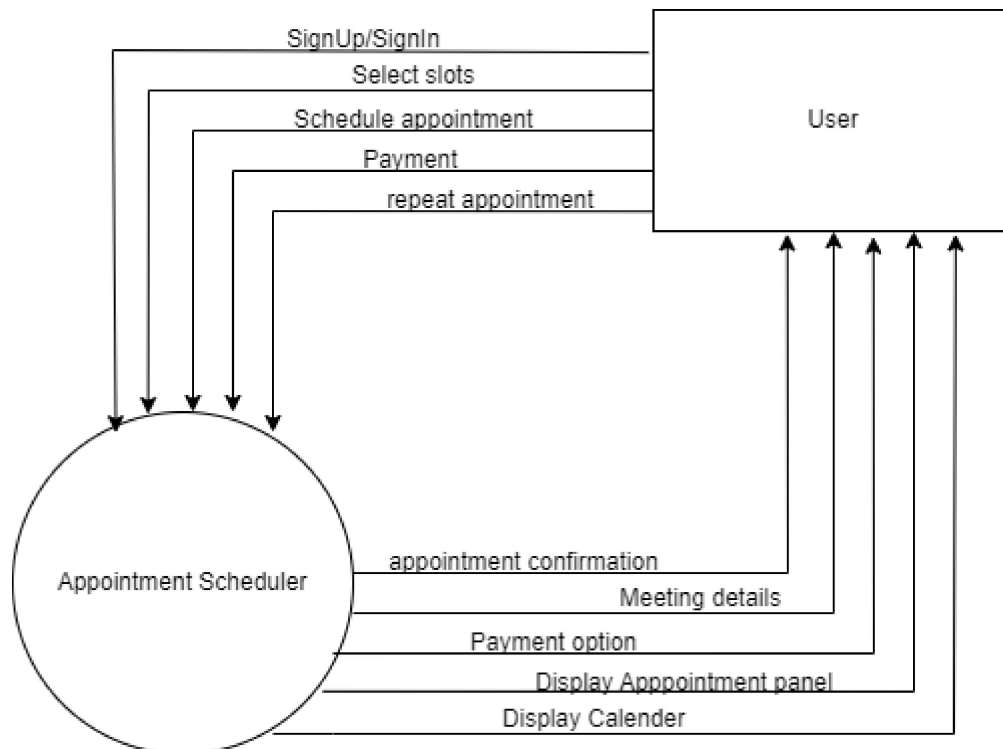 SignUp/SignIn
Select slots
Schedule appointment
User
Payment
repeat appointment
appointment confirmation
Appointment Scheduler
Meeting details
Payment option
Display Apppointment panel
Display Calender